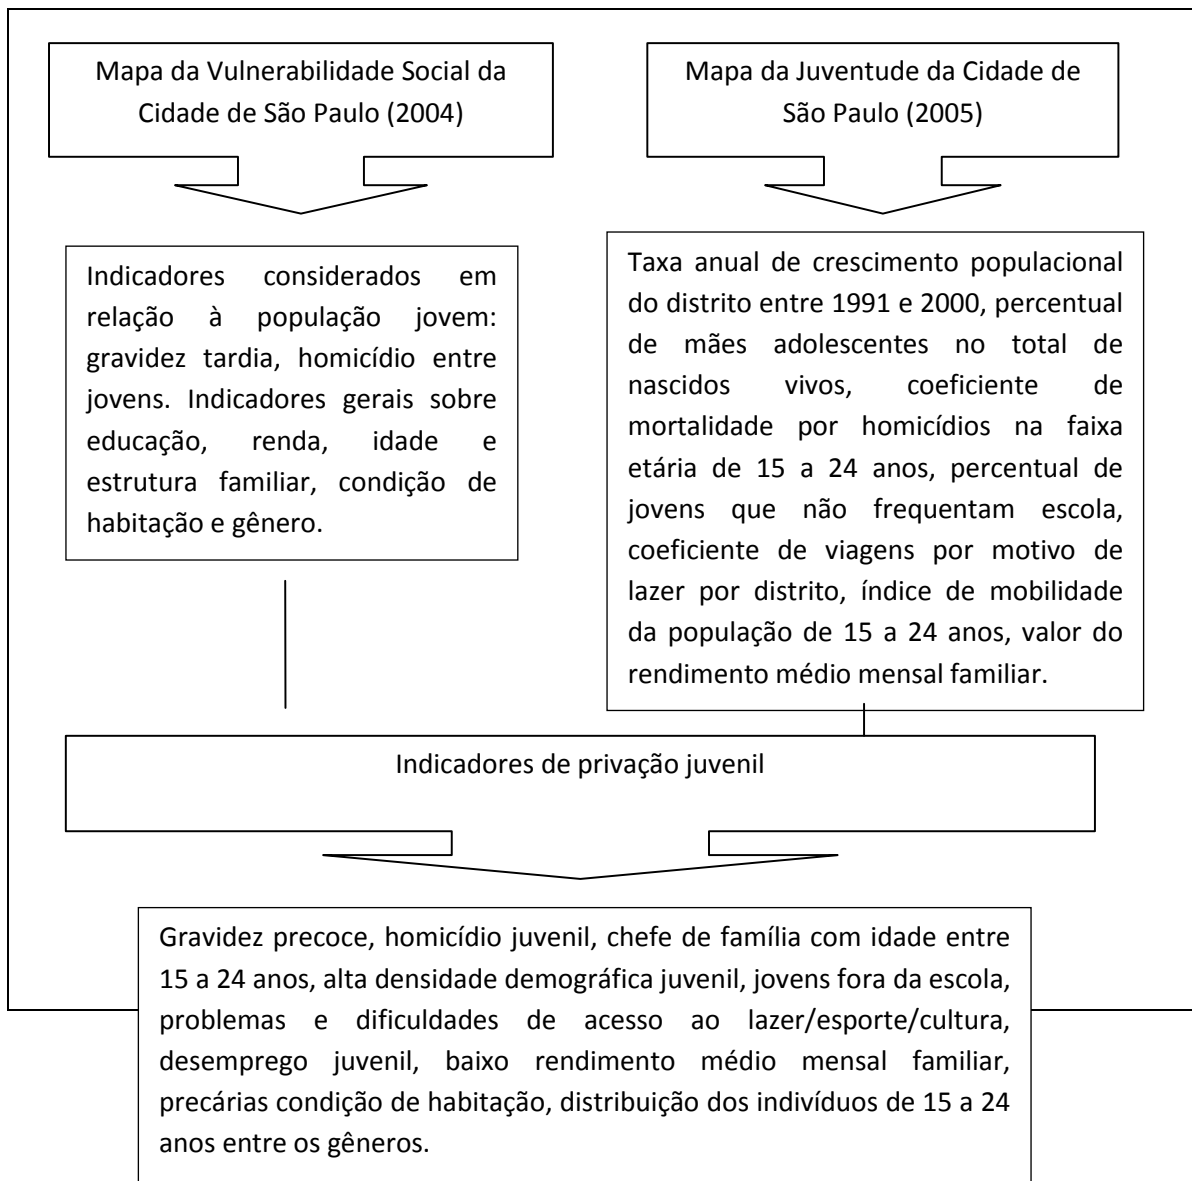 Mapa da Vulnerabilidade Social da
Cidade de São Paulo (2004)
Mapa da Juventude da Cidade de
São Paulo (2005)
Indicadores considerados em
relação à população jovem:
gravidez tardia, homicídio entre
jovens. Indicadores gerais sobre
educação, renda, idade e
estrutura familiar, condição de
habitação e gênero.
Taxa anual de crescimento populacional
do distrito entre 1991 e 2000, percentual
de mães adolescentes no total de
nascidos vivos, coeficiente de
mortalidade por homicídios na faixa
etária de 15 a 24 anos, percentual de
jovens que não frequentam escola,
coeficiente de viagens por motivo de
lazer por distrito, índice de mobilidade
da população de 15 a 24 anos, valor do
rendimento médio mensal familiar.
Indicadores de privação juvenil
Gravidez precoce, homicídio juvenil, chefe de família com idade entre
15 a 24 anos, alta densidade demográfica juvenil, jovens fora da escola,
problemas e dificuldades de acesso ao lazer/esporte/cultura,
desemprego juvenil, baixo rendimento médio mensal familiar,
precárias condição de habitação, distribuição dos indivíduos de 15 a 24
anos entre os gêneros.